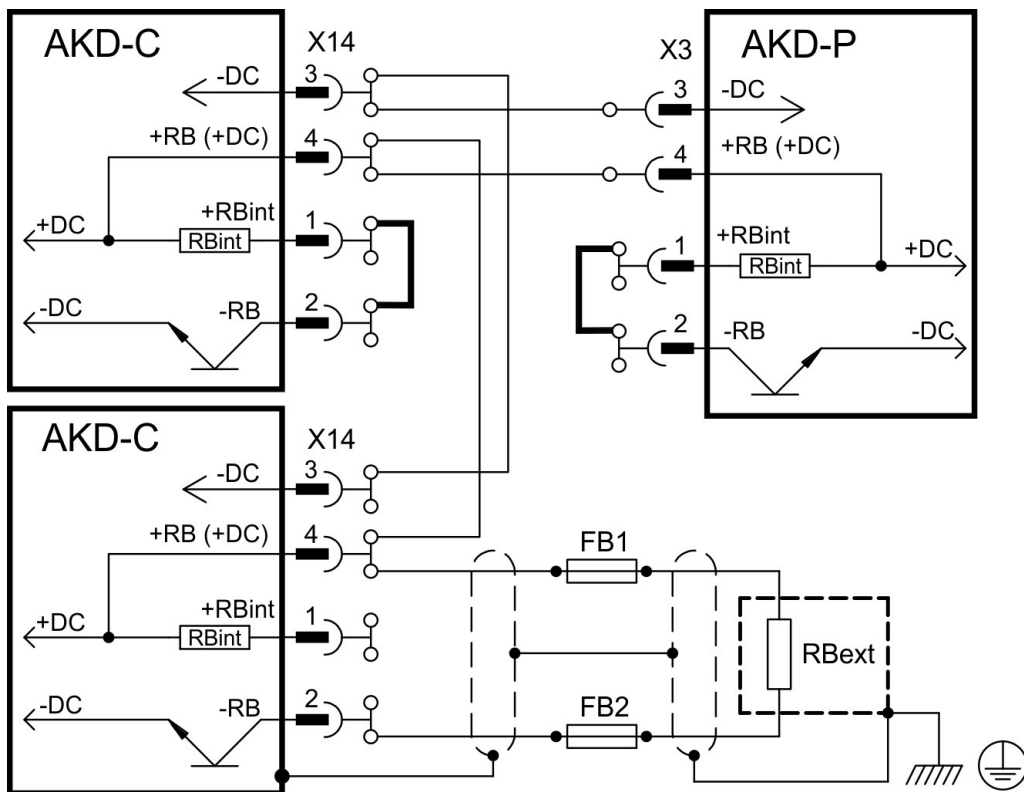 AKD-C
X14
3
-DC
4
+RB (+DC)
+RBint
1
+DC
RBint
-DC
-RB
2
X3
AKD-P
3
-DC
4
+RB (+DC)
1
+RBint
RBint
+DC
2
-RB
-DC
AKD-C
X14
3
-DC
4
+RB (+DC)
+RBint
1
+DC
RBint
-DC
-RB
2
FB1
RBext
FB2